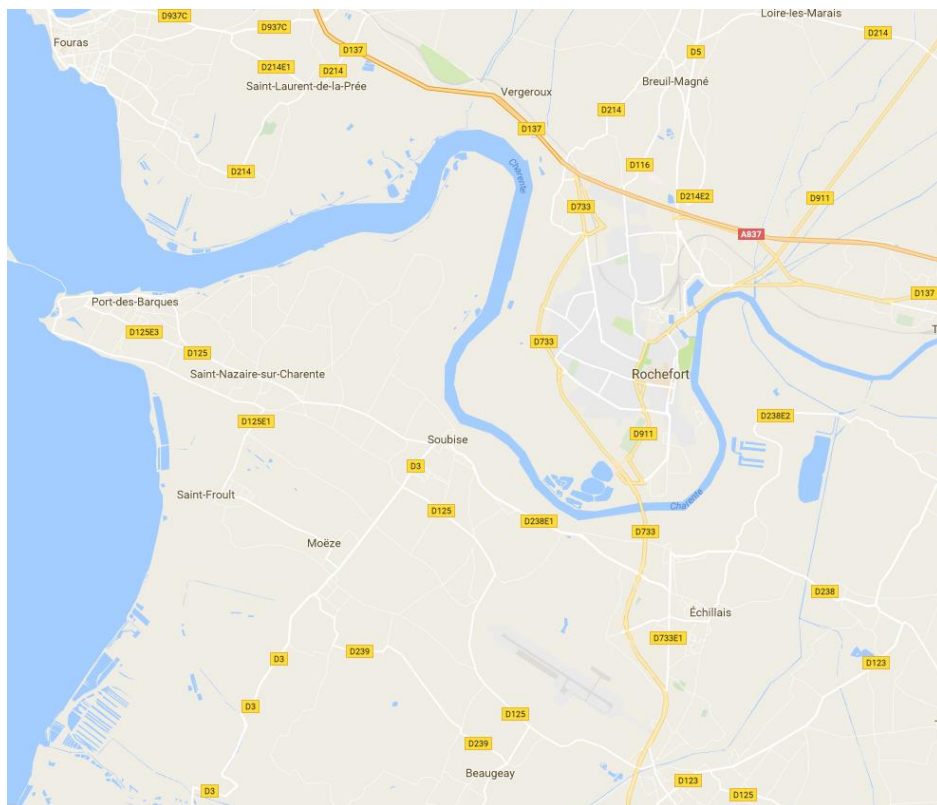 Loire-les-Marais
D937C
D937C
D214
Fouras
D137
D5
D214E1
D214
Saint-Laurent-de-la-Prée
Breuil-Magné
Vergeroux
D214
D137
Charente
D116
D214
D214E2
D911
D733
A837
D137
Port-des-Barques
D125E3
T
D733
D125
Saint-Nazaire-sur-Charente
Rochefort
D125E1
D238E2
D911
Soubise
D3
Saint-Froult
Charente
D125
D238E1
D733
Moëze
D238
Échillais
D733E1
D239
D3
D123
D3
D125
D239
Beaugeay
D123
D3
D125